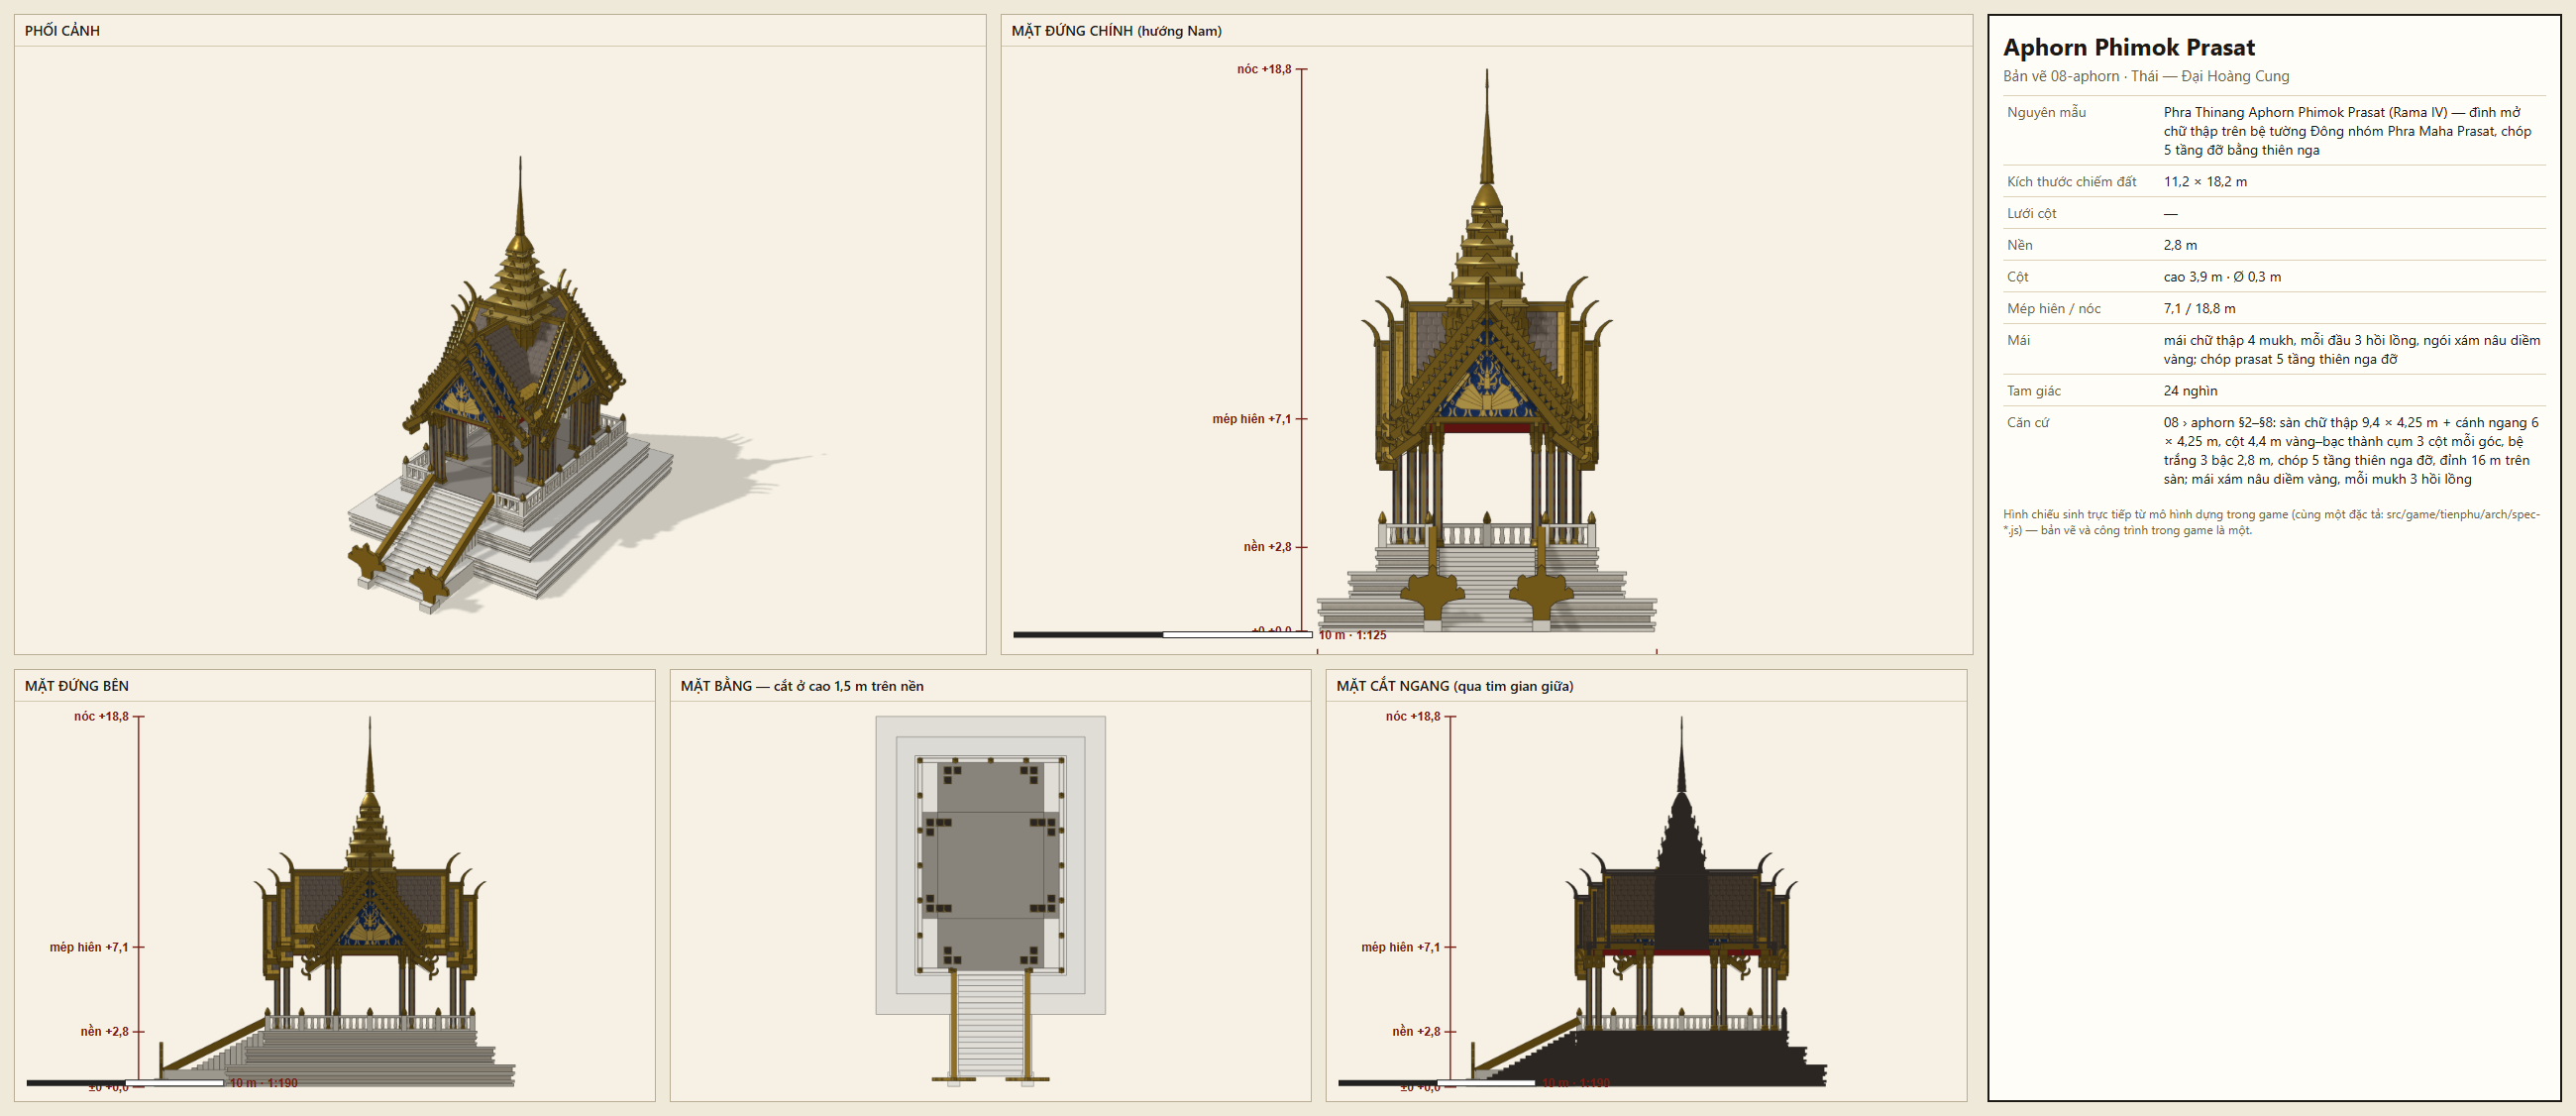 PHỐI CẢNH
MẶT ĐỨNG CHÍNH (hướng Nam)
nóc +18,8
mép hiên +7,1
nền +2,8
±0 +0,0
10 m · 1:125
MẶT ĐỨNG BÊN
nóc +18,8
mép hiên +7,1
nền +2,8
±0 +0,0
10 m · 1:190
MẶT BẰNG — cắt ở cao 1,5 m trên nền
MẶT CẮT NGANG (qua tim gian giữa)
nóc +18,8
mép hiên +7,1
nền +2,8
±0 +0,0
10 m · 1:190
Aphorn Phimok Prasat
Bản vẽ 08-aphorn · Thái — Đại Hoàng Cung
Nguyên mẫu
Phra Thinang Aphorn Phimok Prasat (Rama IV) — đình mở
chữ thập trên bệ tường Đông nhóm Phra Maha Prasat, chóp
5 tầng đỡ bằng thiên nga
Kích thước chiếm đất
11,2 × 18,2 m
Lưới cột
—
Nền
2,8 m
Cột
cao 3,9 m · Ø 0,3 m
Mép hiên / nóc
7,1 / 18,8 m
Mái
mái chữ thập 4 mukh, mỗi đầu 3 hồi lồng, ngói xám nâu diềm
vàng; chóp prasat 5 tầng thiên nga đỡ
Tam giác
24 nghìn
Căn cứ
08 › aphorn §2–§8: sàn chữ thập 9,4 × 4,25 m + cánh ngang 6
× 4,25 m, cột 4,4 m vàng–bạc thành cụm 3 cột mỗi góc, bệ
trắng 3 bậc 2,8 m, chóp 5 tầng thiên nga đỡ, đỉnh 16 m trên
sàn; mái xám nâu diềm vàng, mỗi mukh 3 hồi lồng
Hình chiếu sinh trực tiếp từ mô hình dựng trong game (cùng một đặc tả: src/game/tienphu/arch/spec-
*.js) — bản vẽ và công trình trong game là một.